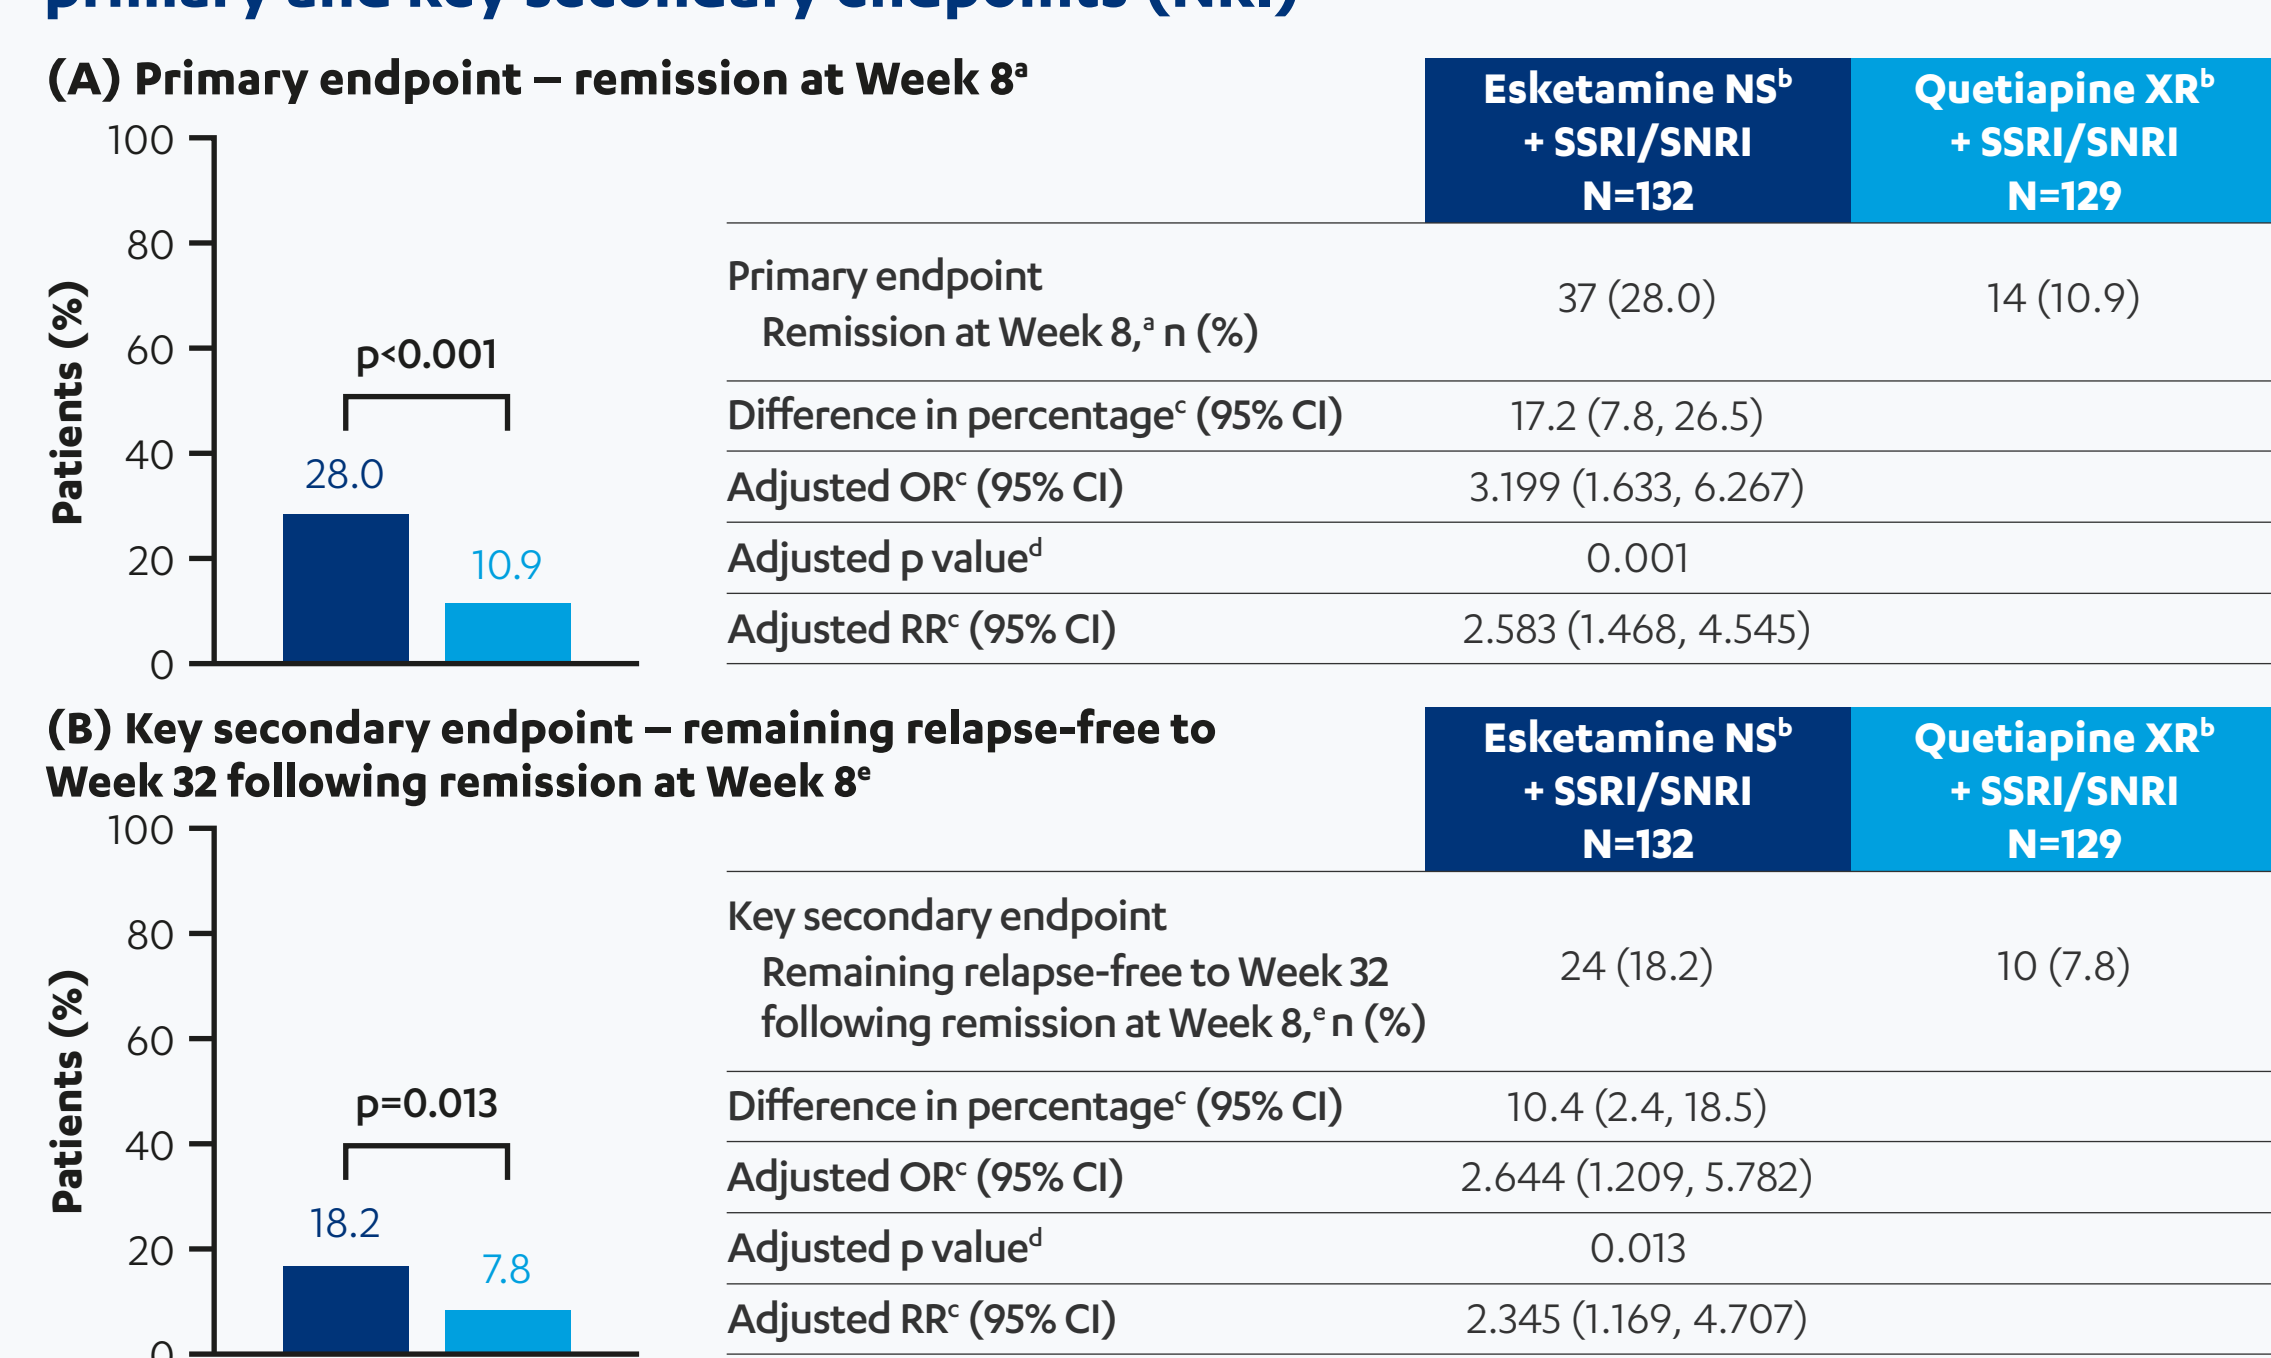 primary and key secondary endpoints (NRI)
(A) Primary endpoint – remission at Week 8ᵃ
Patients (%)
100
80
60
40
20
0
p<0.001
28.0
10.9
Esketamine NSᵇ
+ SSRI/SNRI
N=132
Quetiapine XRᵇ
+ SSRI/SNRI
N=129
Primary endpoint
Remission at Week 8,ᵃ n (%)
37 (28.0)
14 (10.9)
Difference in percentageᶜ (95% CI)
17.2 (7.8, 26.5)
Adjusted ORᶜ (95% CI)
3.199 (1.633, 6.267)
Adjusted p valueᵈ
0.001
Adjusted RRᶜ (95% CI)
2.583 (1.468, 4.545)
(B) Key secondary endpoint – remaining relapse-free to
Week 32 following remission at Week 8ᵉ
Patients (%)
100
80
60
40
20
0
p=0.013
18.2
7.8
Esketamine NSᵇ
+ SSRI/SNRI
N=132
Quetiapine XRᵇ
+ SSRI/SNRI
N=129
Key secondary endpoint
Remaining relapse-free to Week 32
following remission at Week 8,ᵉ n (%)
24 (18.2)
10 (7.8)
Difference in percentageᶜ (95% CI)
10.4 (2.4, 18.5)
Adjusted ORᶜ (95% CI)
2.644 (1.209, 5.782)
Adjusted p valueᵈ
0.013
Adjusted RRᶜ (95% CI)
2.345 (1.169, 4.707)